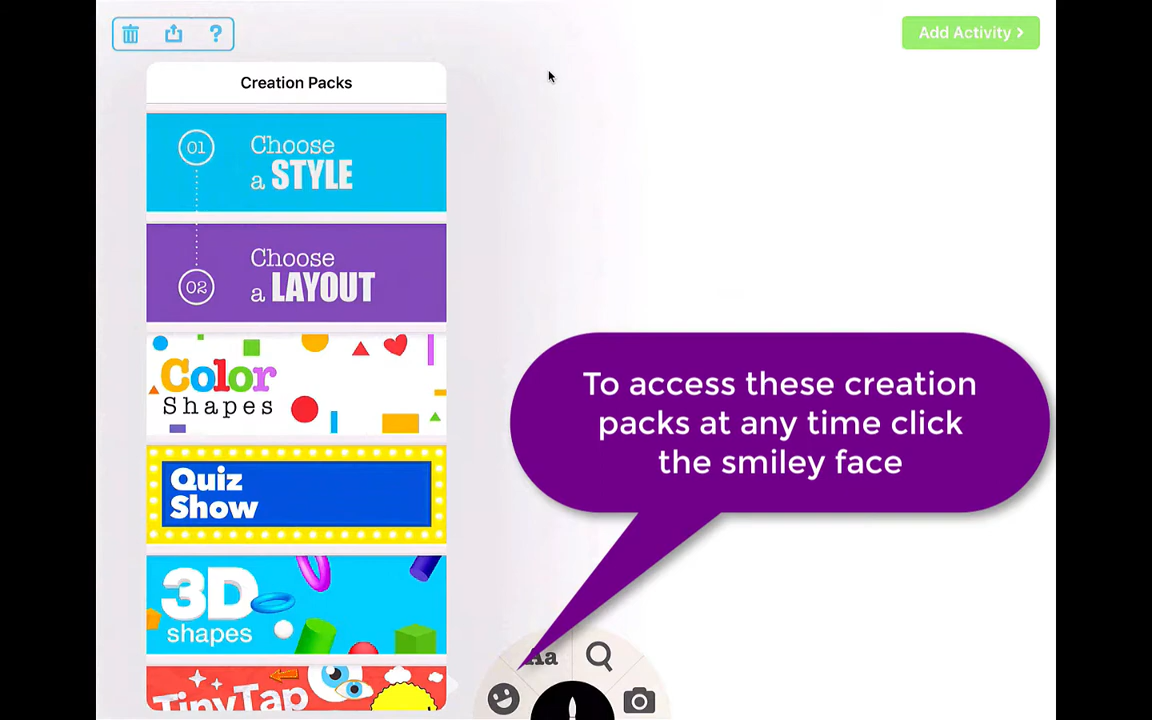 ?
Add Activity >
Creation Packs
01
Choose
a STYLE
Choose
02
a LAYOUT
Color
Shapes
Quiz
Show
3D
shapes
TinyTap
To access these creation
packs at any time click
the smiley face
Aa